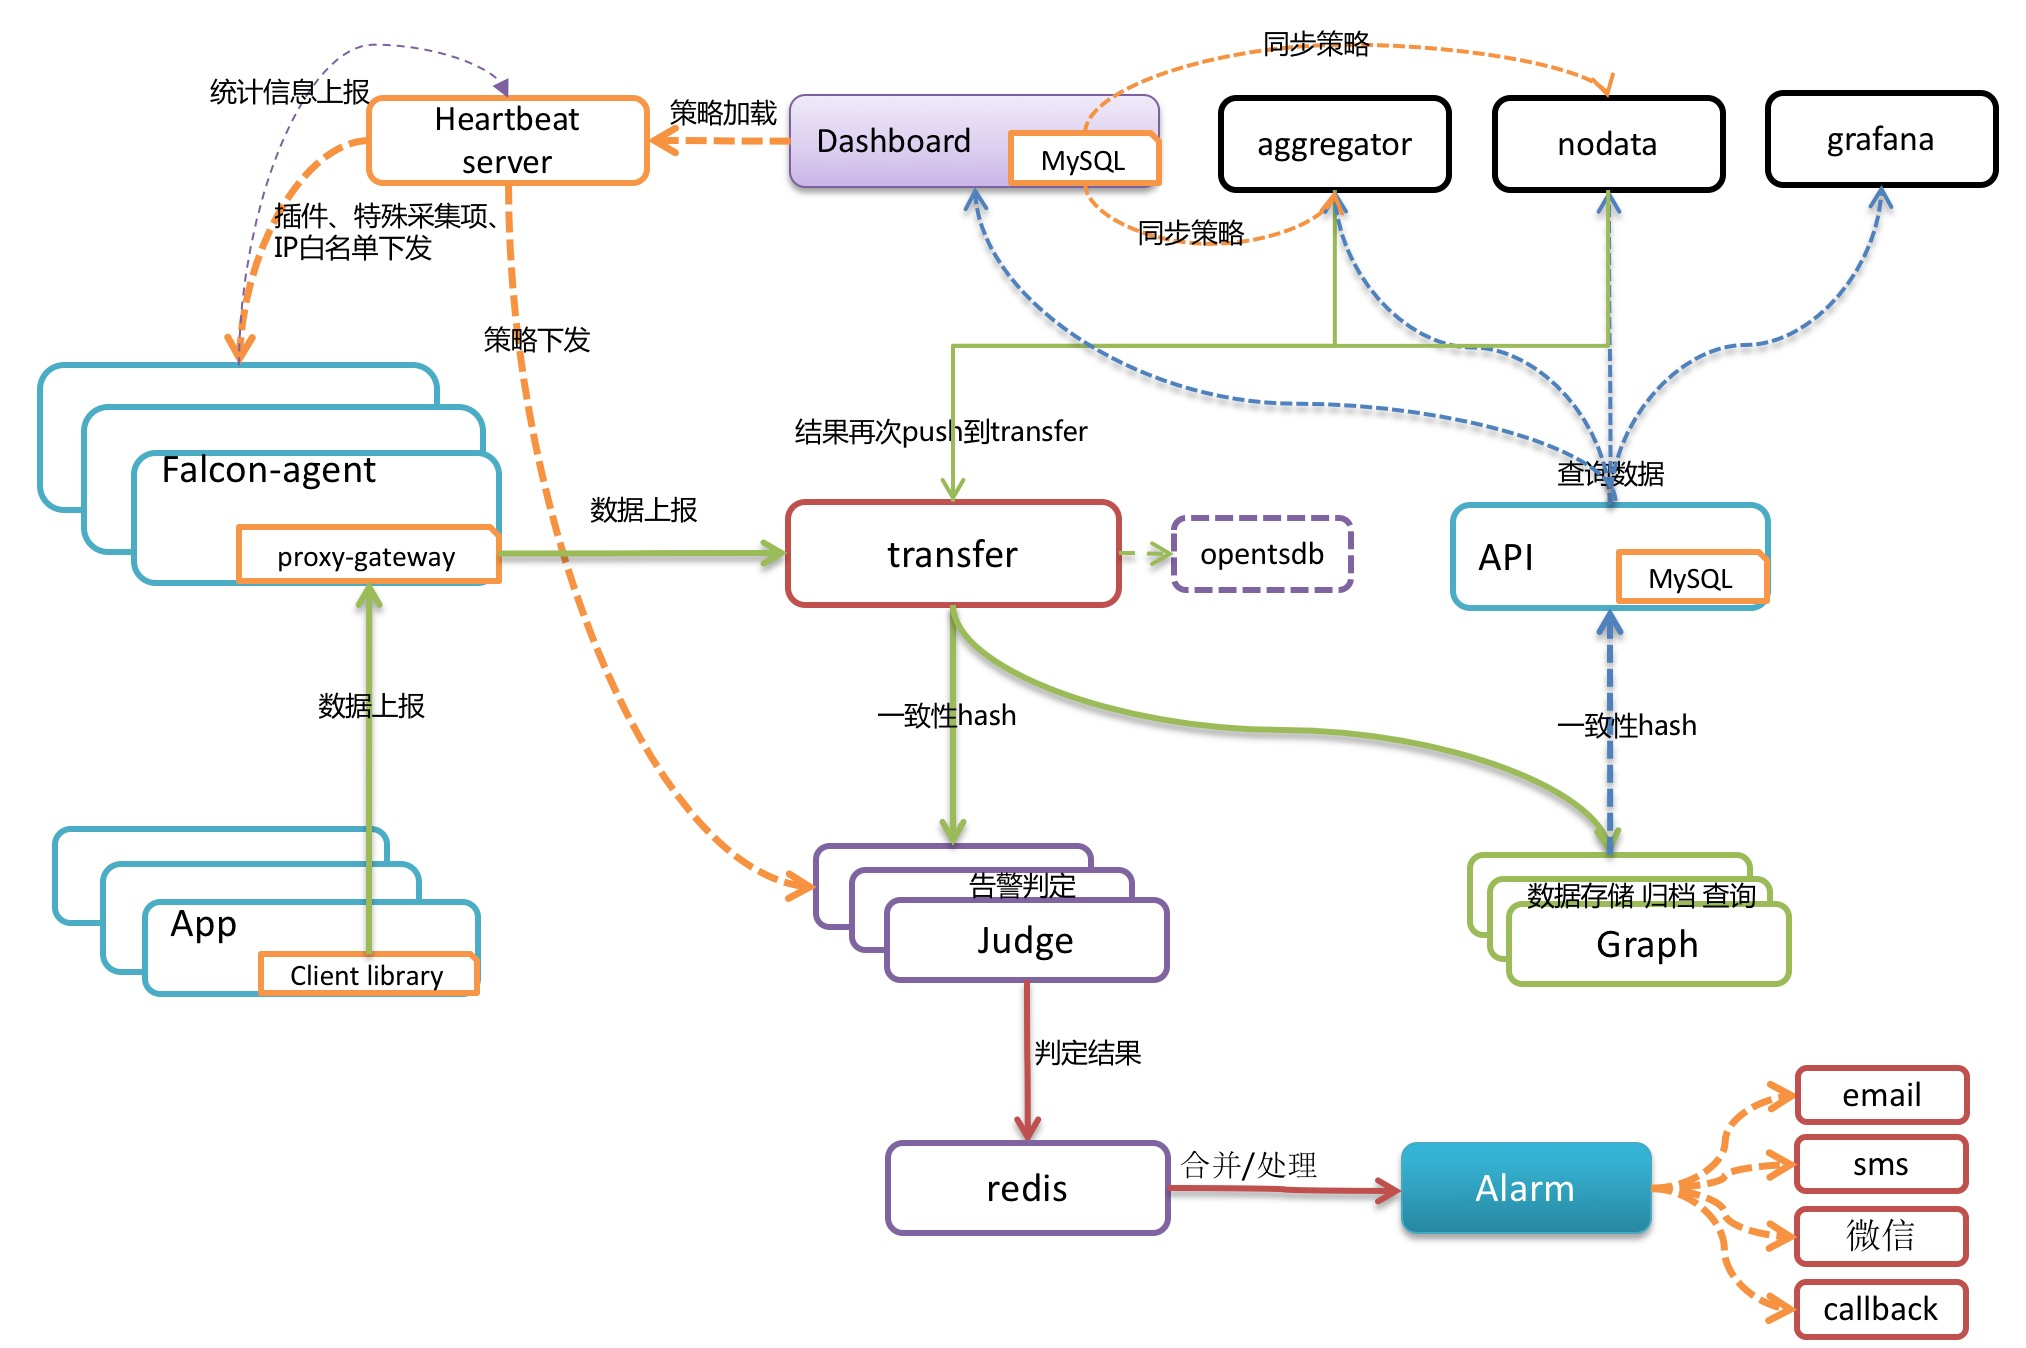 同步策略
统计信息上报
Heartbeat
server
策略加载
Dashboard
MySQL
aggregator
nodata
grafana
插件、特殊采集项、
IP白名单下发
同步策略
策略下发
结果再次push到transfer
Falcon-agent
proxy-gateway
数据上报
transfer
opentsdb
查询数据
API
MySQL
数据上报
一致性hash
一致性hash
App
Client library
告警判定
Judge
数据存储 归档 查询
Graph
判定结果
redis
合并/处理
Alarm
email
sms
微信
callback